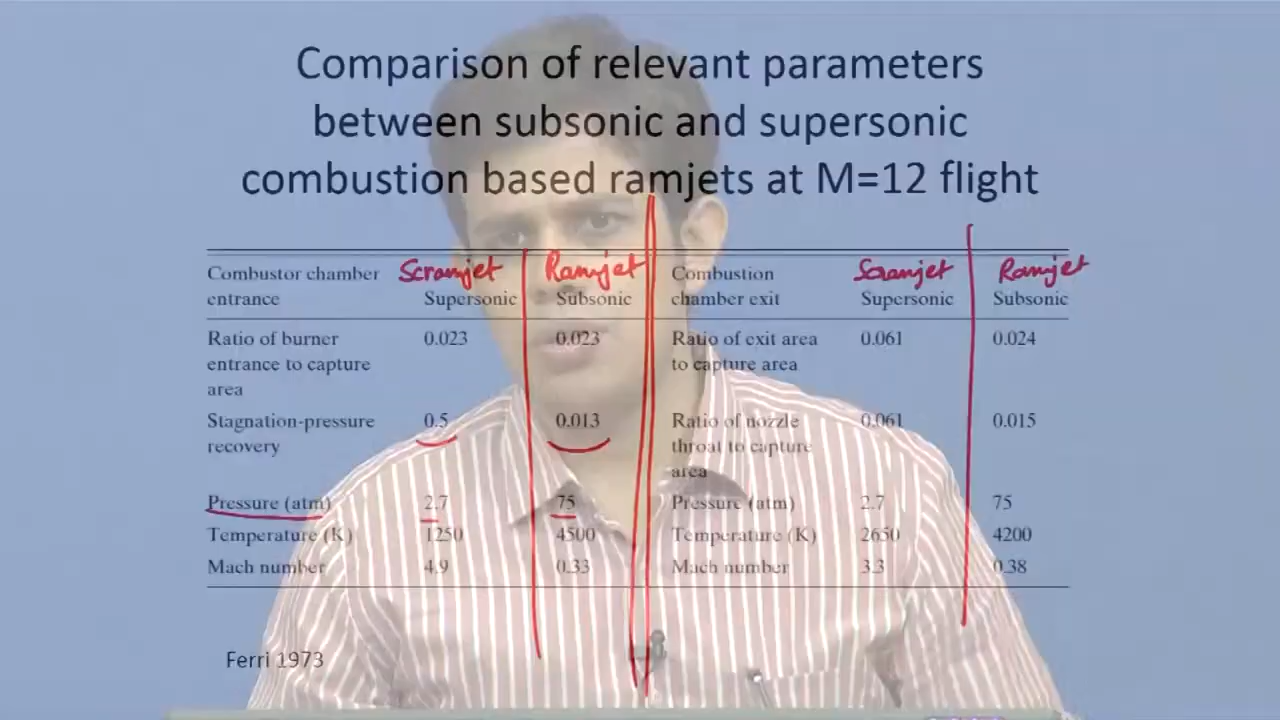 Comparison of relevant parameters
between subsonic and supersonic
combustion based ramjets at M=12 flight
Combustor chamber Scramjet Ramjet Combustion Scramjet Ramjet
entrance Supersonic Subsonic chamber exit Supersonic Subsonic
Ratio of burner 0.023 0.023 Ratio of exit area 0.061 0.024
entrance to capture to capture area
area
Stagnation-pressure 0.5 0.013 Ratio of nozzle 0.061 0.015
recovery throat to capture
area
Pressure (atm) 2.7 75 Pressure (atm) 2.7 75
Temperature (K) 1250 4500 Temperature (K) 2650 4200
Mach number 4.9 0.33 Mach number 3.3 0.38
Ferri 1973